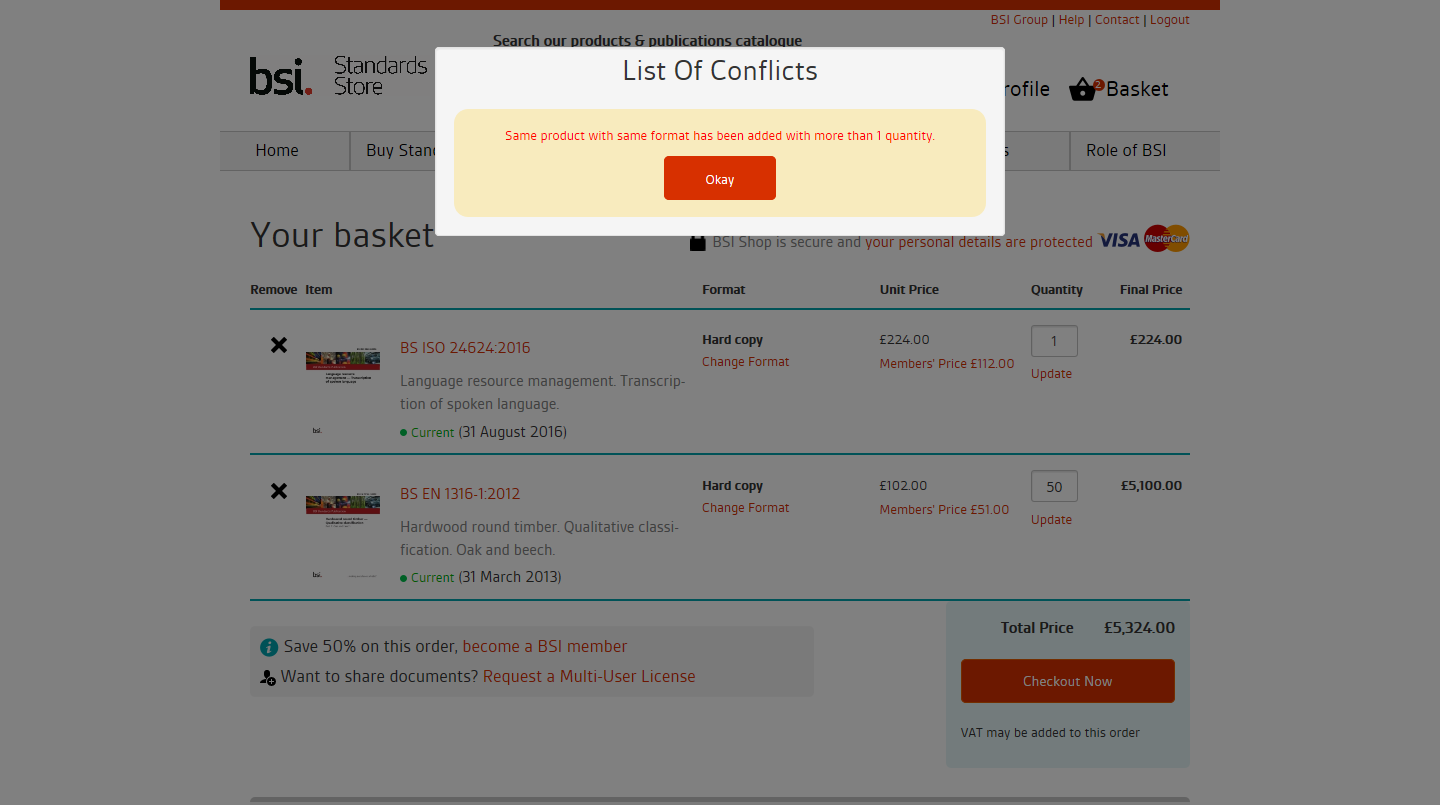 BSI Group | Help | Contact | Logout
Search our products & publications catalogue
List Of Conflicts
bsi. Standards Store
rofile
2 Basket
Same product with same format has been added with more than 1 quantity.
Okay
Home
Buy Stan
s
Role of BSI
Your basket
BSI Shop is secure and your personal details are protected VISA MasterCard
Remove Item Format Unit Price Quantity Final Price
BS ISO 24624:2016 Hard copy £224.00 1 £224.00
Change Format Members' Price £112.00 Update
Language resource management. Transcrip-
tion of spoken language.
bsi.
Current (31 August 2016)
BS EN 1316-1:2012 Hard copy £102.00 50 £5,100.00
Change Format Members' Price £51.00 Update
Hardwood round timber. Qualitative classi-
fication. Oak and beech.
bsi.
Current (31 March 2013)
Total Price £5,324.00
Save 50% on this order, become a BSI member
Want to share documents? Request a Multi-User License
Checkout Now
VAT may be added to this order